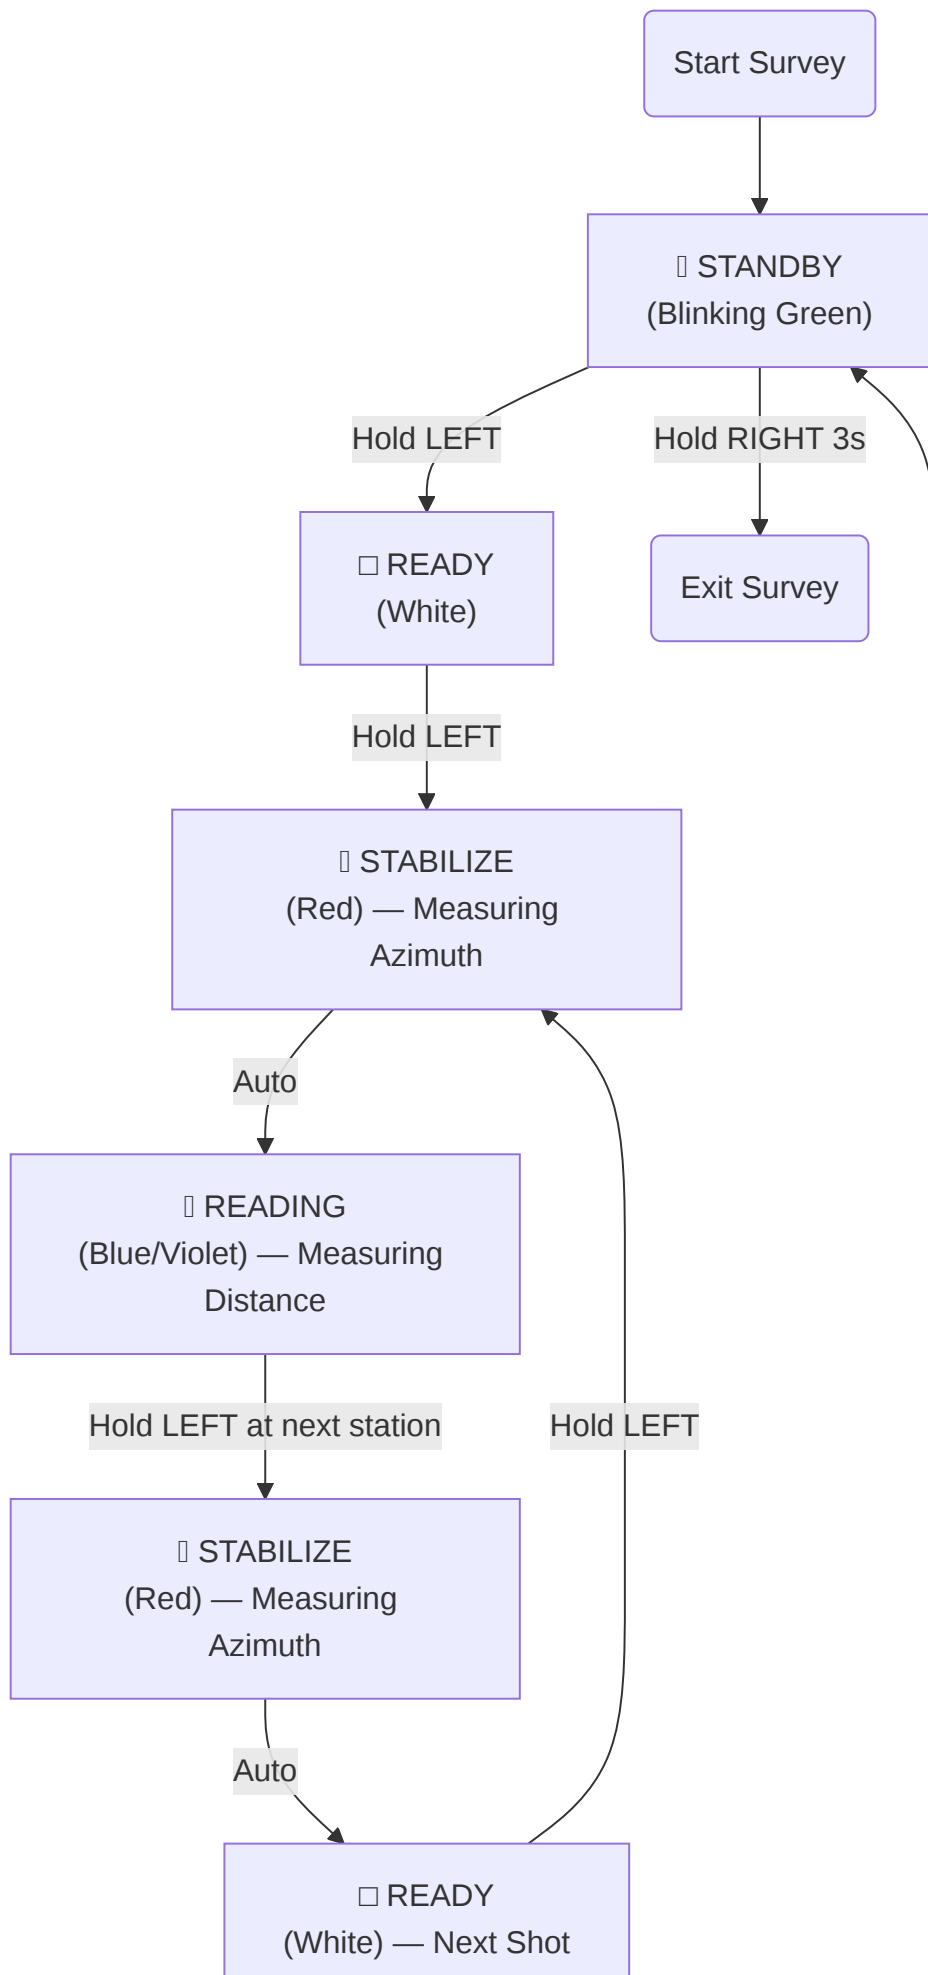 Start Survey
▯ STANDBY
(Blinking Green)
Hold LEFT
Hold RIGHT 3s
□ READY
(White)
Exit Survey
Hold LEFT
▯ STABILIZE
(Red) — Measuring
Azimuth
Auto
▯ READING
(Blue/Violet) — Measuring
Distance
Hold LEFT at next station
Hold LEFT
▯ STABILIZE
(Red) — Measuring
Azimuth
Auto
□ READY
(White) — Next Shot